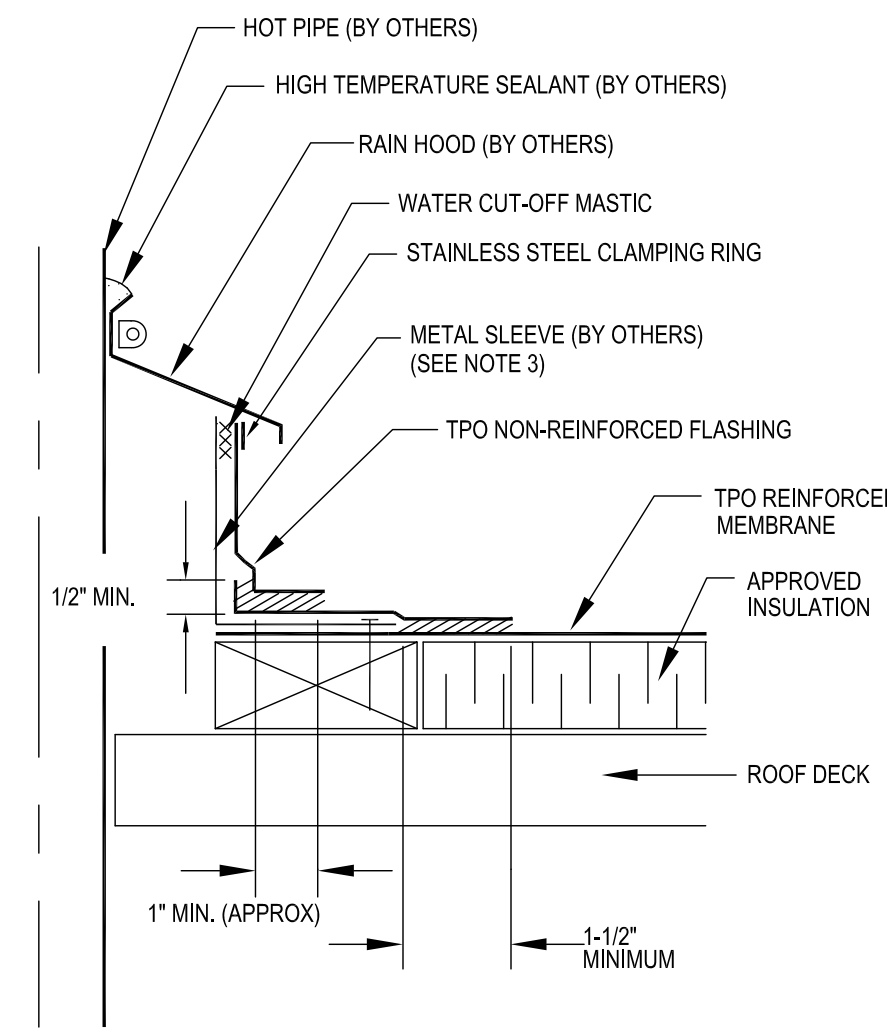 HOT PIPE (BY OTHERS)
HIGH TEMPERATURE SEALANT (BY OTHERS)
RAIN HOOD (BY OTHERS)
WATER CUT-OFF MASTIC
STAINLESS STEEL CLAMPING RING
METAL SLEEVE (BY OTHERS)
(SEE NOTE 3)
TPO NON-REINFORCED FLASHING
TPO REINFORCE
MEMBRANE
1/2" MIN.
APPROVED
INSULATION
ROOF DECK
1" MIN. (APPROX)
1-1/2"
MINIMUM